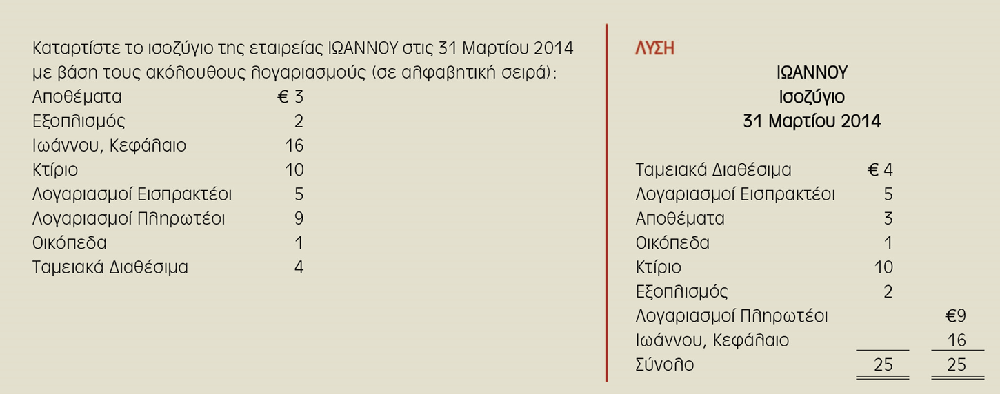 Καταρτίστε το ισοζύγιο της εταιρείας ΙΩΑΝΝΟΥ στις 31 Μαρτίου 2014
με βάση τους ακόλουθους λογαριασμούς (σε αλφαβητική σειρά):
Αποθέματα € 3
Εξοπλισμός 2
Ιωάννου, Κεφάλαιο 16
Κτίριο 10
Λογαριασμοί Εισπρακτέοι 5
Λογαριασμοί Πληρωτέοι 9
Οικόπεδα 1
Ταμειακά Διαθέσιμα 4
ΛΥΣΗ
ΙΩΑΝΝΟΥ
Ισοζύγιο
31 Μαρτίου 2014
Ταμειακά Διαθέσιμα € 4
Λογαριασμοί Εισπρακτέοι 5
Αποθέματα 3
Οικόπεδα 1
Κτίριο 10
Εξοπλισμός 2
Λογαριασμοί Πληρωτέοι €9
Ιωάννου, Κεφάλαιο 16
Σύνολο 25 25